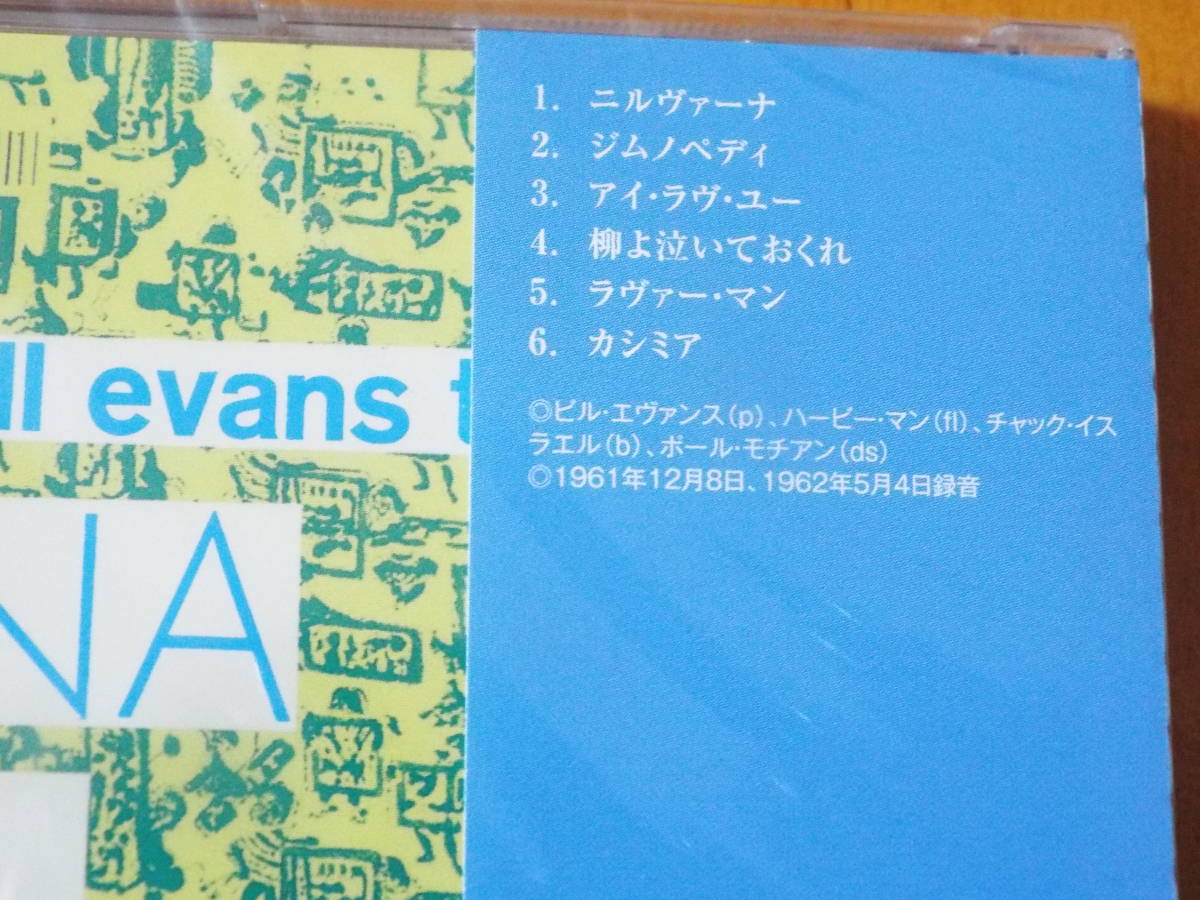 1. ニルヴァーナ
2. ジムノペディ
3. アイ・ラヴ・ユー
4. 柳よ泣いておくれ
5. ラヴァー・マン
6. カシミア
◎ビル・エヴァンス(p)、ハービー・マン(fl)、チャック・イス
ラエル(b)、ポール・モチアン(ds)
◎1961年12月8日、1962年5月4日録音
ll evans t
NA